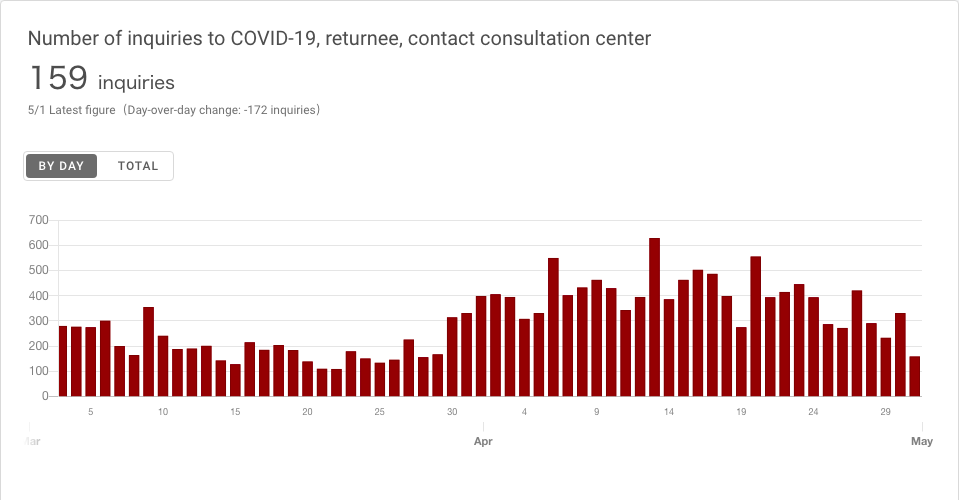 Number of inquiries to COVID-19, returnee, contact consultation center
159 inquiries
5/1 Latest figure（Day-over-day change: -172 inquiries）
BY DAY TOTAL
700
600
500
400
300
200
100
0
5 10 15 20 25 30 4 9 14 19 24 29
Apr May